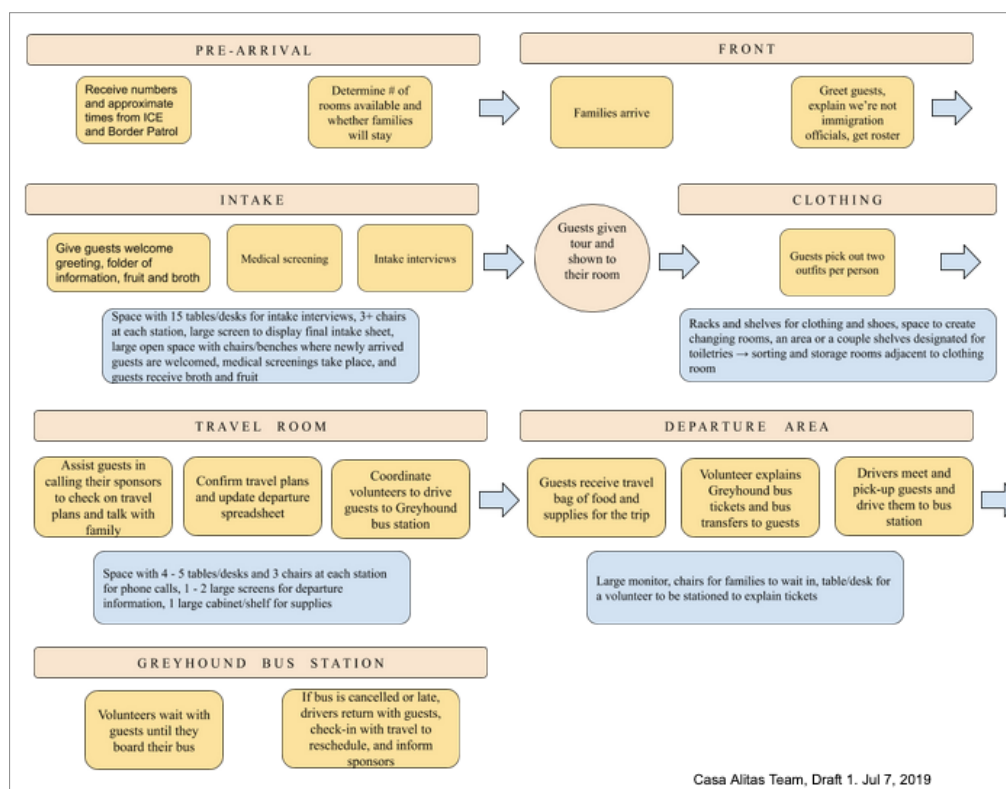 PRE-ARRIVAL
FRONT
Receive numbers
and approximate
times from ICE
and Border Patrol
Determine # of
rooms available and
whether families
will stay
Families arrive
Greet guests,
explain we're not
immigration
officials, get roster
INTAKE
CLOTHING
Give guests welcome
greeting, folder of
information, fruit and broth
Medical screening
Intake interviews
Guests given
tour and
shown to
their room
Guests pick out two
outfits per person
Space with 15 tables/desks for intake interviews, 3+ chairs
at each station, large screen to display final intake sheet,
large open space with chairs/benches where newly arrived
guests are welcomed, medical screenings take place, and
guests receive broth and fruit
Racks and shelves for clothing and shoes, space to create
changing rooms, an area or a couple shelves designated for
toiletries → sorting and storage rooms adjacent to clothing
room
TRAVEL ROOM
DEPARTURE AREA
Assist guests in
calling their sponsors
to check on travel
plans and talk with
family
Confirm travel plans
and update departure
spreadsheet
Coordinate
volunteers to drive
guests to Greyhound
bus station
Guests receive travel
bag of food and
supplies for the trip
Volunteer explains
Greyhound bus
tickets and bus
transfers to guests
Drivers meet and
pick-up guests and
drive them to bus
station
Space with 4 - 5 tables/desks and 3 chairs at each station
for phone calls, 1 - 2 large screens for departure
information, 1 large cabinet/shelf for supplies
Large monitor, chairs for families to wait in, table/desk for
a volunteer to be stationed to explain tickets
GREYHOUND BUS STATION
Volunteers wait with
guests until they
board their bus
If bus is cancelled or late,
drivers return with guests,
check-in with travel to
reschedule, and inform
sponsors
Casa Alitas Team, Draft 1. Jul 7, 2019